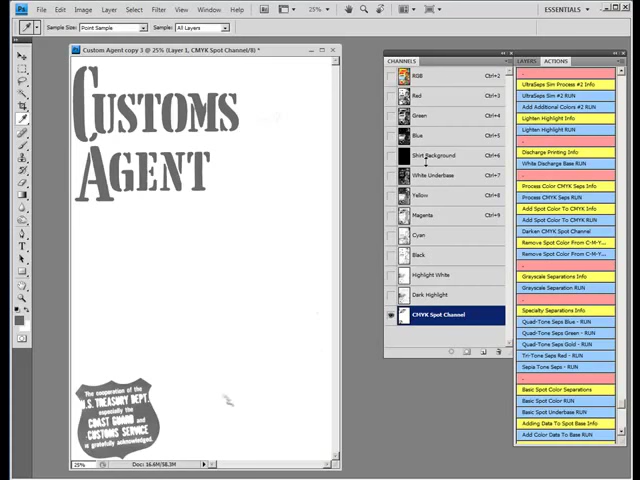 Ps File Edit Image Layer Select Filter Analysis 3D View Window Help Br 25% ESSENTIALS
Sample Size: Point Sample Sample: All Layers
Custom Agent copy 3 @ 25% (Layer 1, CMYK Spot Channel/8) *
CUSTOMS
AGENT
The cooperation of the
U.S. TREASURY DEPT.
especially the
COAST GUARD and
CUSTOMS SERVICE
is gratefully acknowledged.
25% Doc: 16.6M/58.3M
CHANNELS
RGB Ctrl+2
Red Ctrl+3
Green Ctrl+4
Blue Ctrl+5
Shirt Background Ctrl+6
White Underbase Ctrl+7
Yellow Ctrl+8
Magenta Ctrl+9
Cyan
Black
Highlight White
Dark Highlight
CMYK Spot Channel
LAYERS ACTIONS
UltraSeps Sim Process #2 Info
UltraSeps Sim #2 RUN
Add Additional Colors #2 RUN
Lighten Highlight Info
Lighten Highlight RUN
Discharge Printing Info
White Discharge Base RUN
Process Color CMYK Seps Info
Process CMYK Seps RUN
Add Spot Color To CMYK Info
Add Spot Color To CMYK RUN
Darken CMYK Spot Channel
Remove Spot Color From C-M-Y...
Remove Spot Color From C-M-Y...
Grayscale Separations Info
Grayscale Separation RUN
Specialty Separations Info
Quad-Tone Seps Blue - RUN
Quad-Tone Seps Green - RUN
Quad-Tone Seps Gold - RUN
Tri-Tone Seps Red - RUN
Sepia Tone Seps - RUN
Basic Spot Color Separations
Basic Spot Color RUN
Basic Spot Underbase RUN
Adding Data To Spot Base Info
Add Color Data To Base RUN